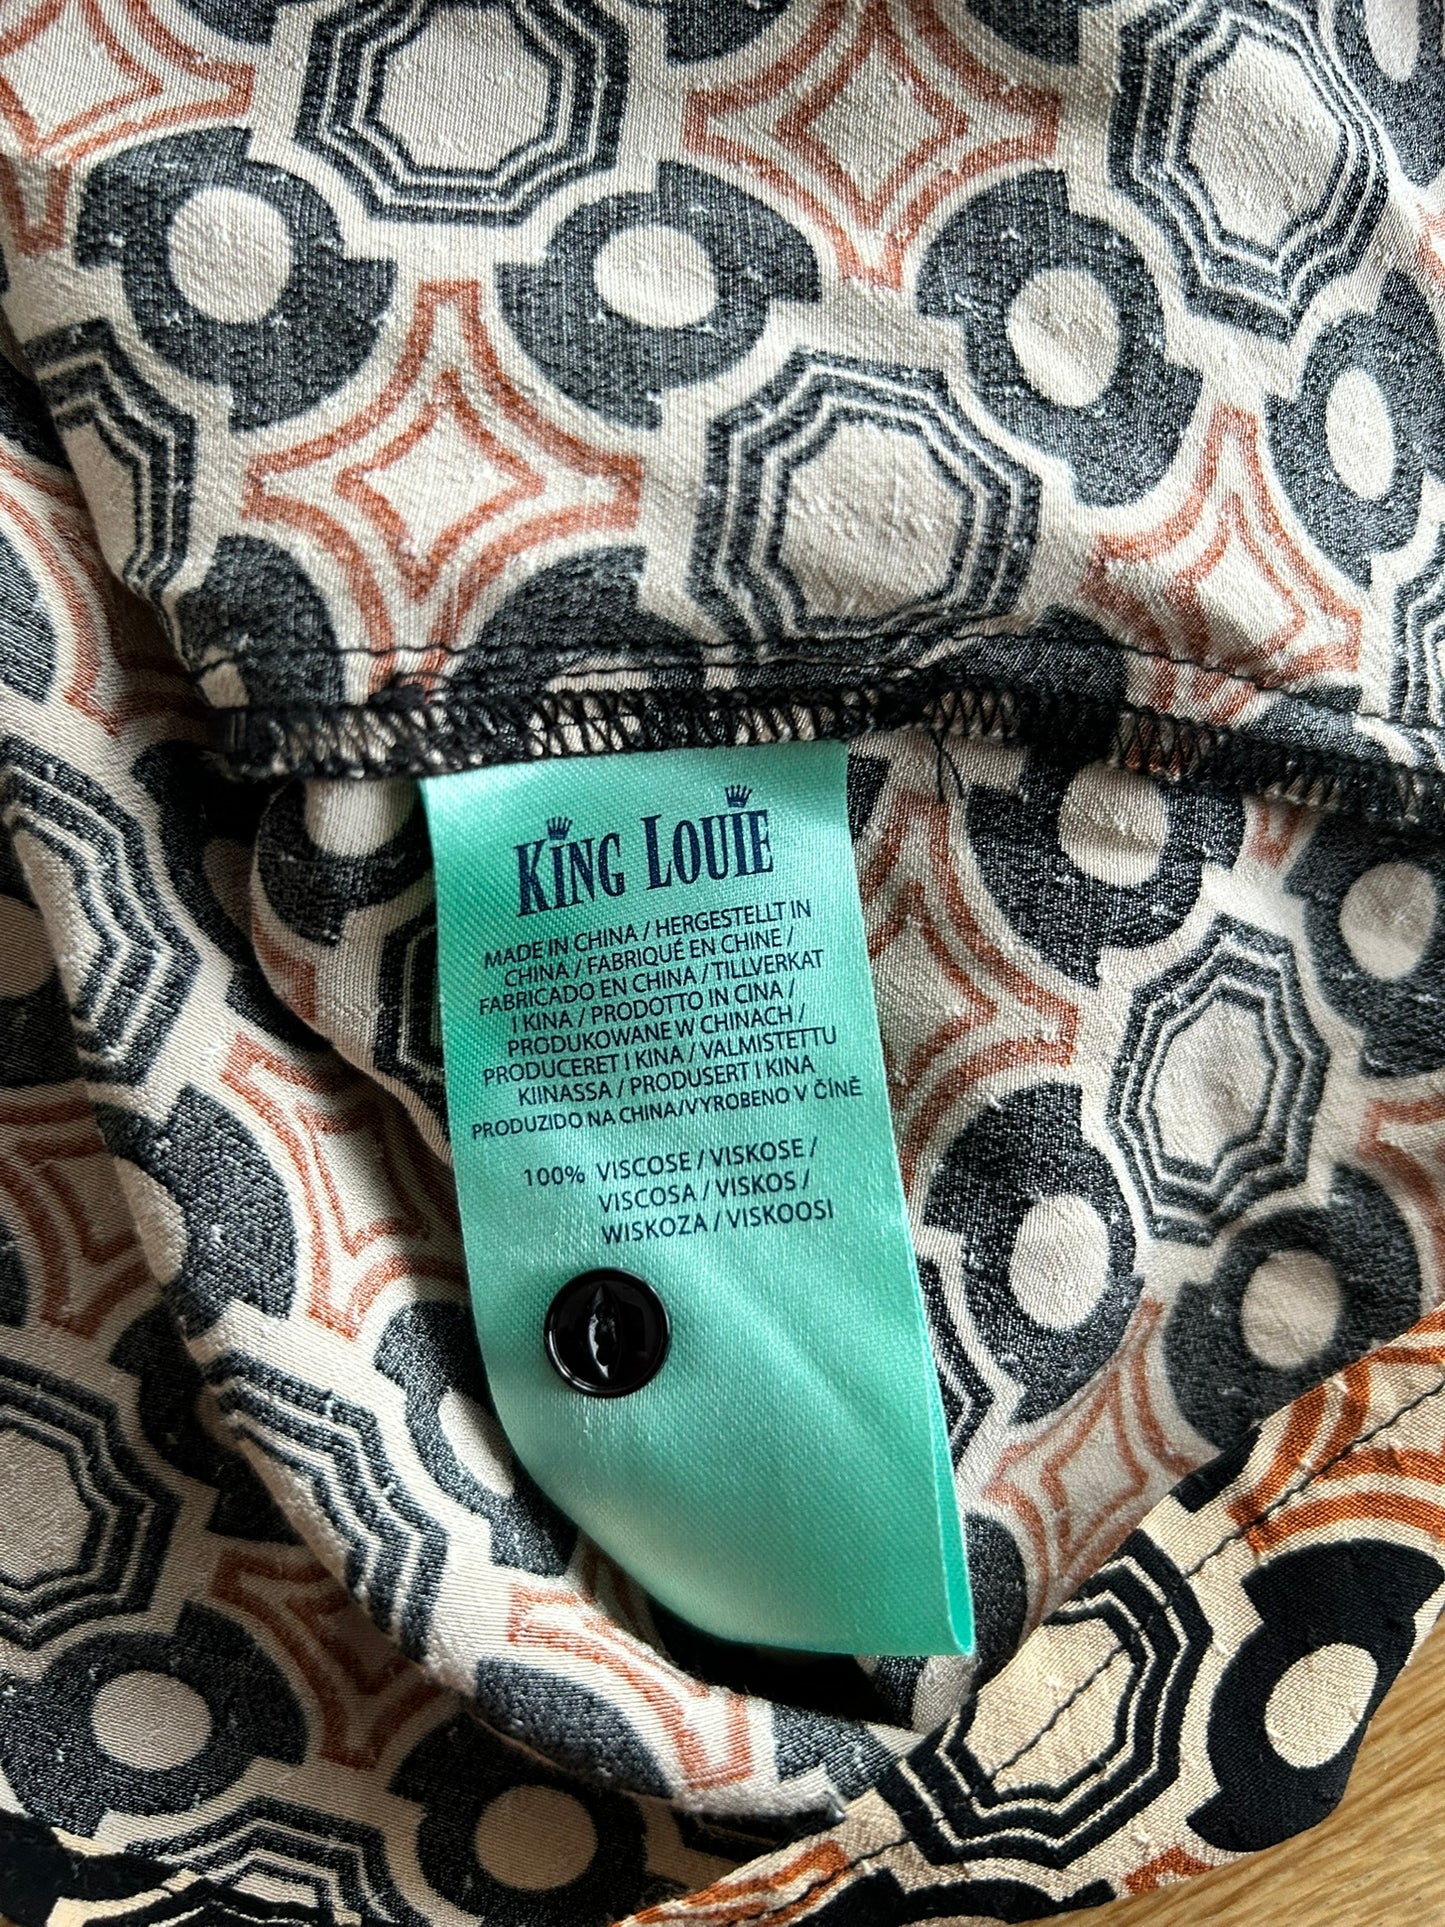 KING LOUIE
MADE IN CHINA / HERGESTELLT IN
CHINA / FABRIQUÉ EN CHINE /
FABRICADO EN CHINA / TILLVERKAT
I KINA / PRODOTTO IN CINA /
PRODUKOWANE W CHINACH /
PRODUCERET I KINA / VALMISTETTU
KIINASSA / PRODUSERT I KINA
PRODUZIDO NA CHINA/VYROBENO V ČÍNĚ
100% VISCOSE / VISKOSE /
VISCOSA / VISKOS /
WISKOZA / VISKOOSI